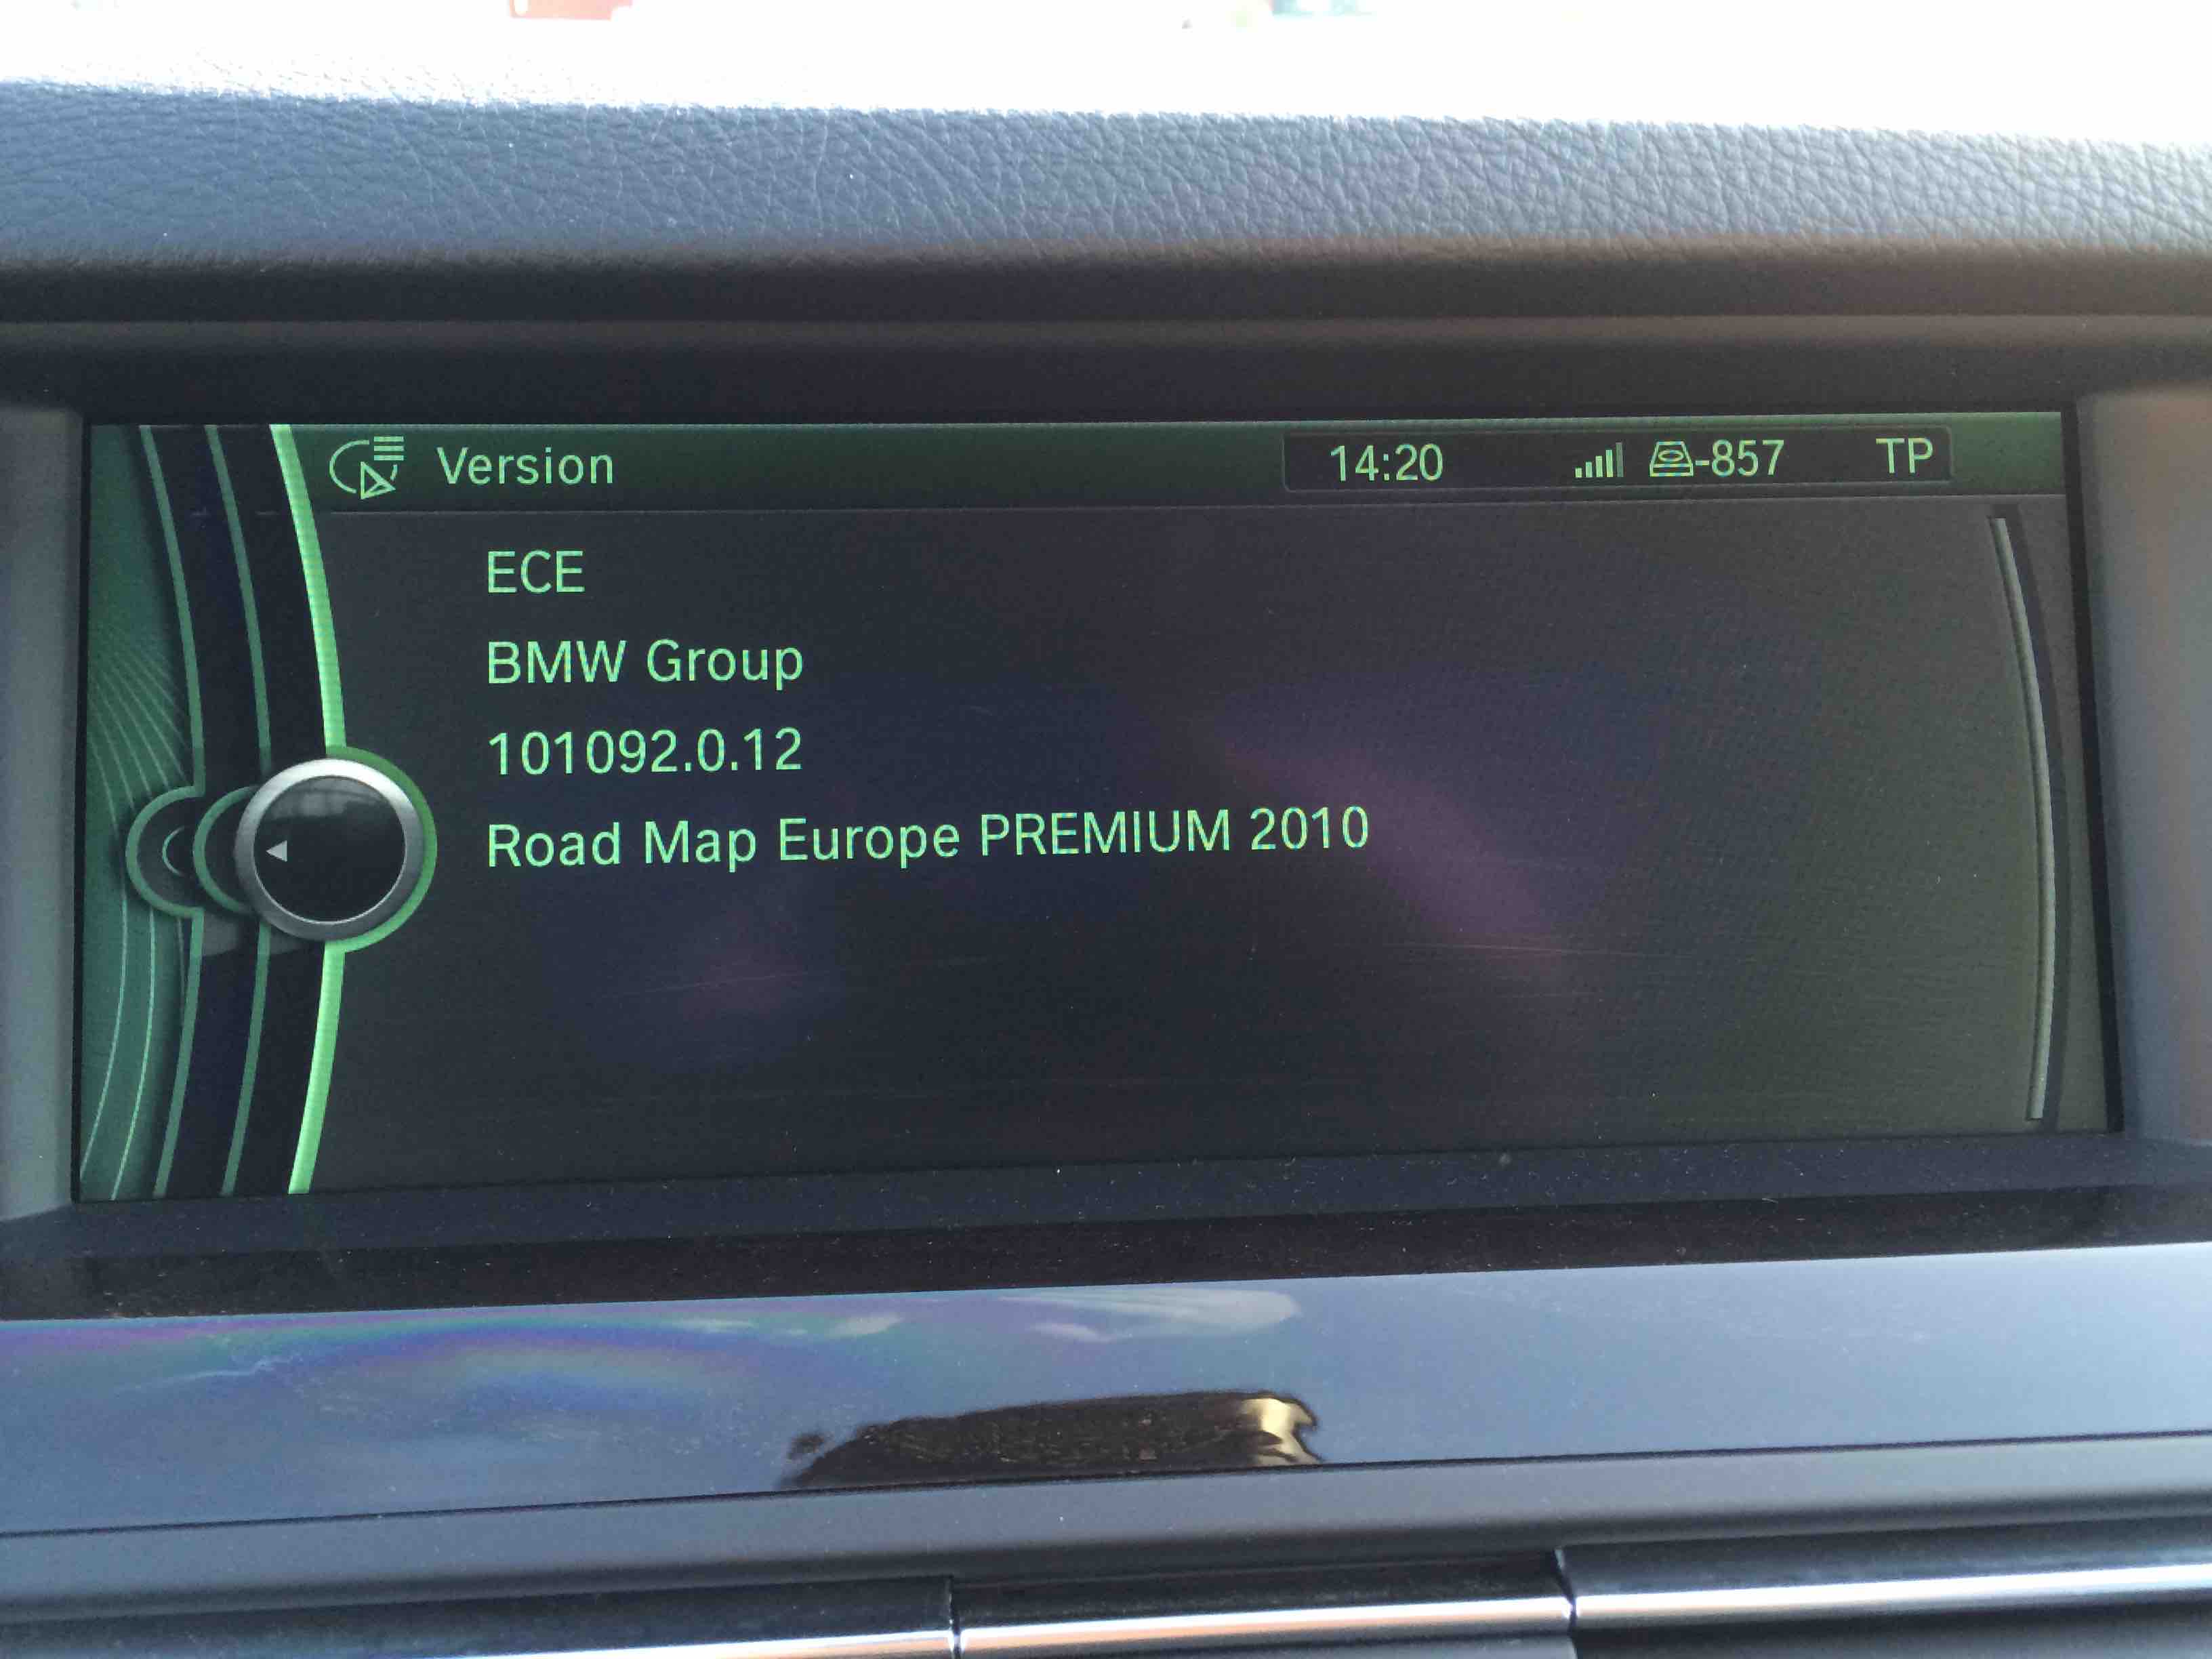 Version 14:20 -857 TP
ECE
BMW Group
101092.0.12
Road Map Europe PREMIUM 2010